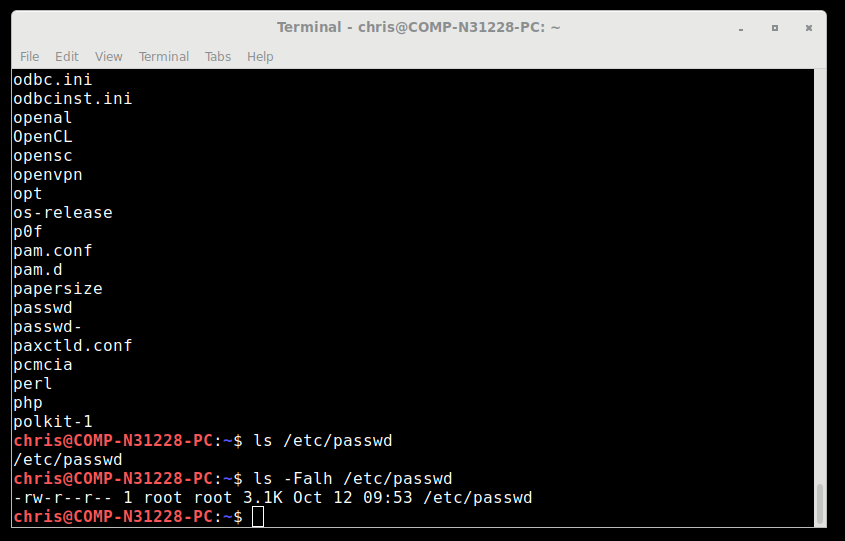 Terminal - chris@COMP-N31228-PC: ~
File Edit View Terminal Tabs Help
odbc.ini
odbcinst.ini
openal
OpenCL
opensc
openvpn
opt
os-release
p0f
pam.conf
pam.d
papersize
passwd
passwd-
paxctld.conf
pcmcia
perl
php
polkit-1
chris@COMP-N31228-PC:~$ ls /etc/passwd
/etc/passwd
chris@COMP-N31228-PC:~$ ls -Falh /etc/passwd
-rw-r--r-- 1 root root 3.1K Oct 12 09:53 /etc/passwd
chris@COMP-N31228-PC:~$